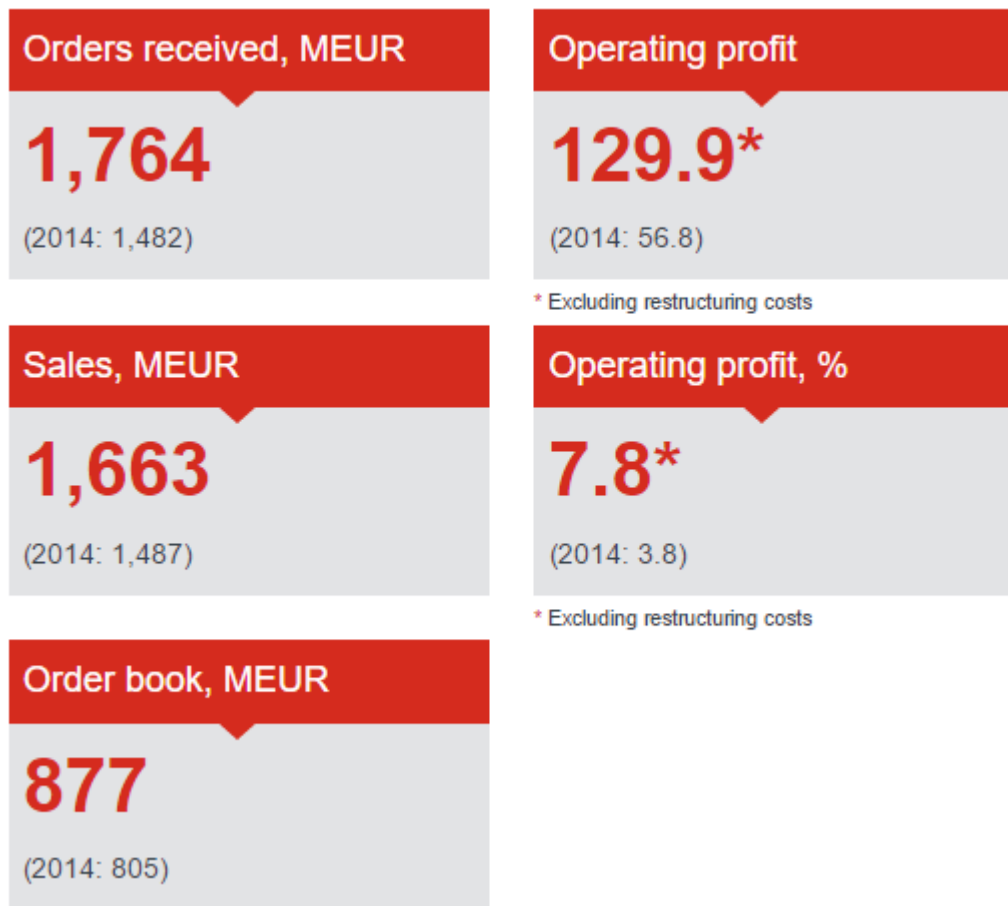 Orders received, MEUR
1,764
(2014: 1,482)
Operating profit
129.9*
(2014: 56.8)
* Excluding restructuring costs
Sales, MEUR
1,663
(2014: 1,487)
Operating profit, %
7.8*
(2014: 3.8)
* Excluding restructuring costs
Order book, MEUR
877
(2014: 805)